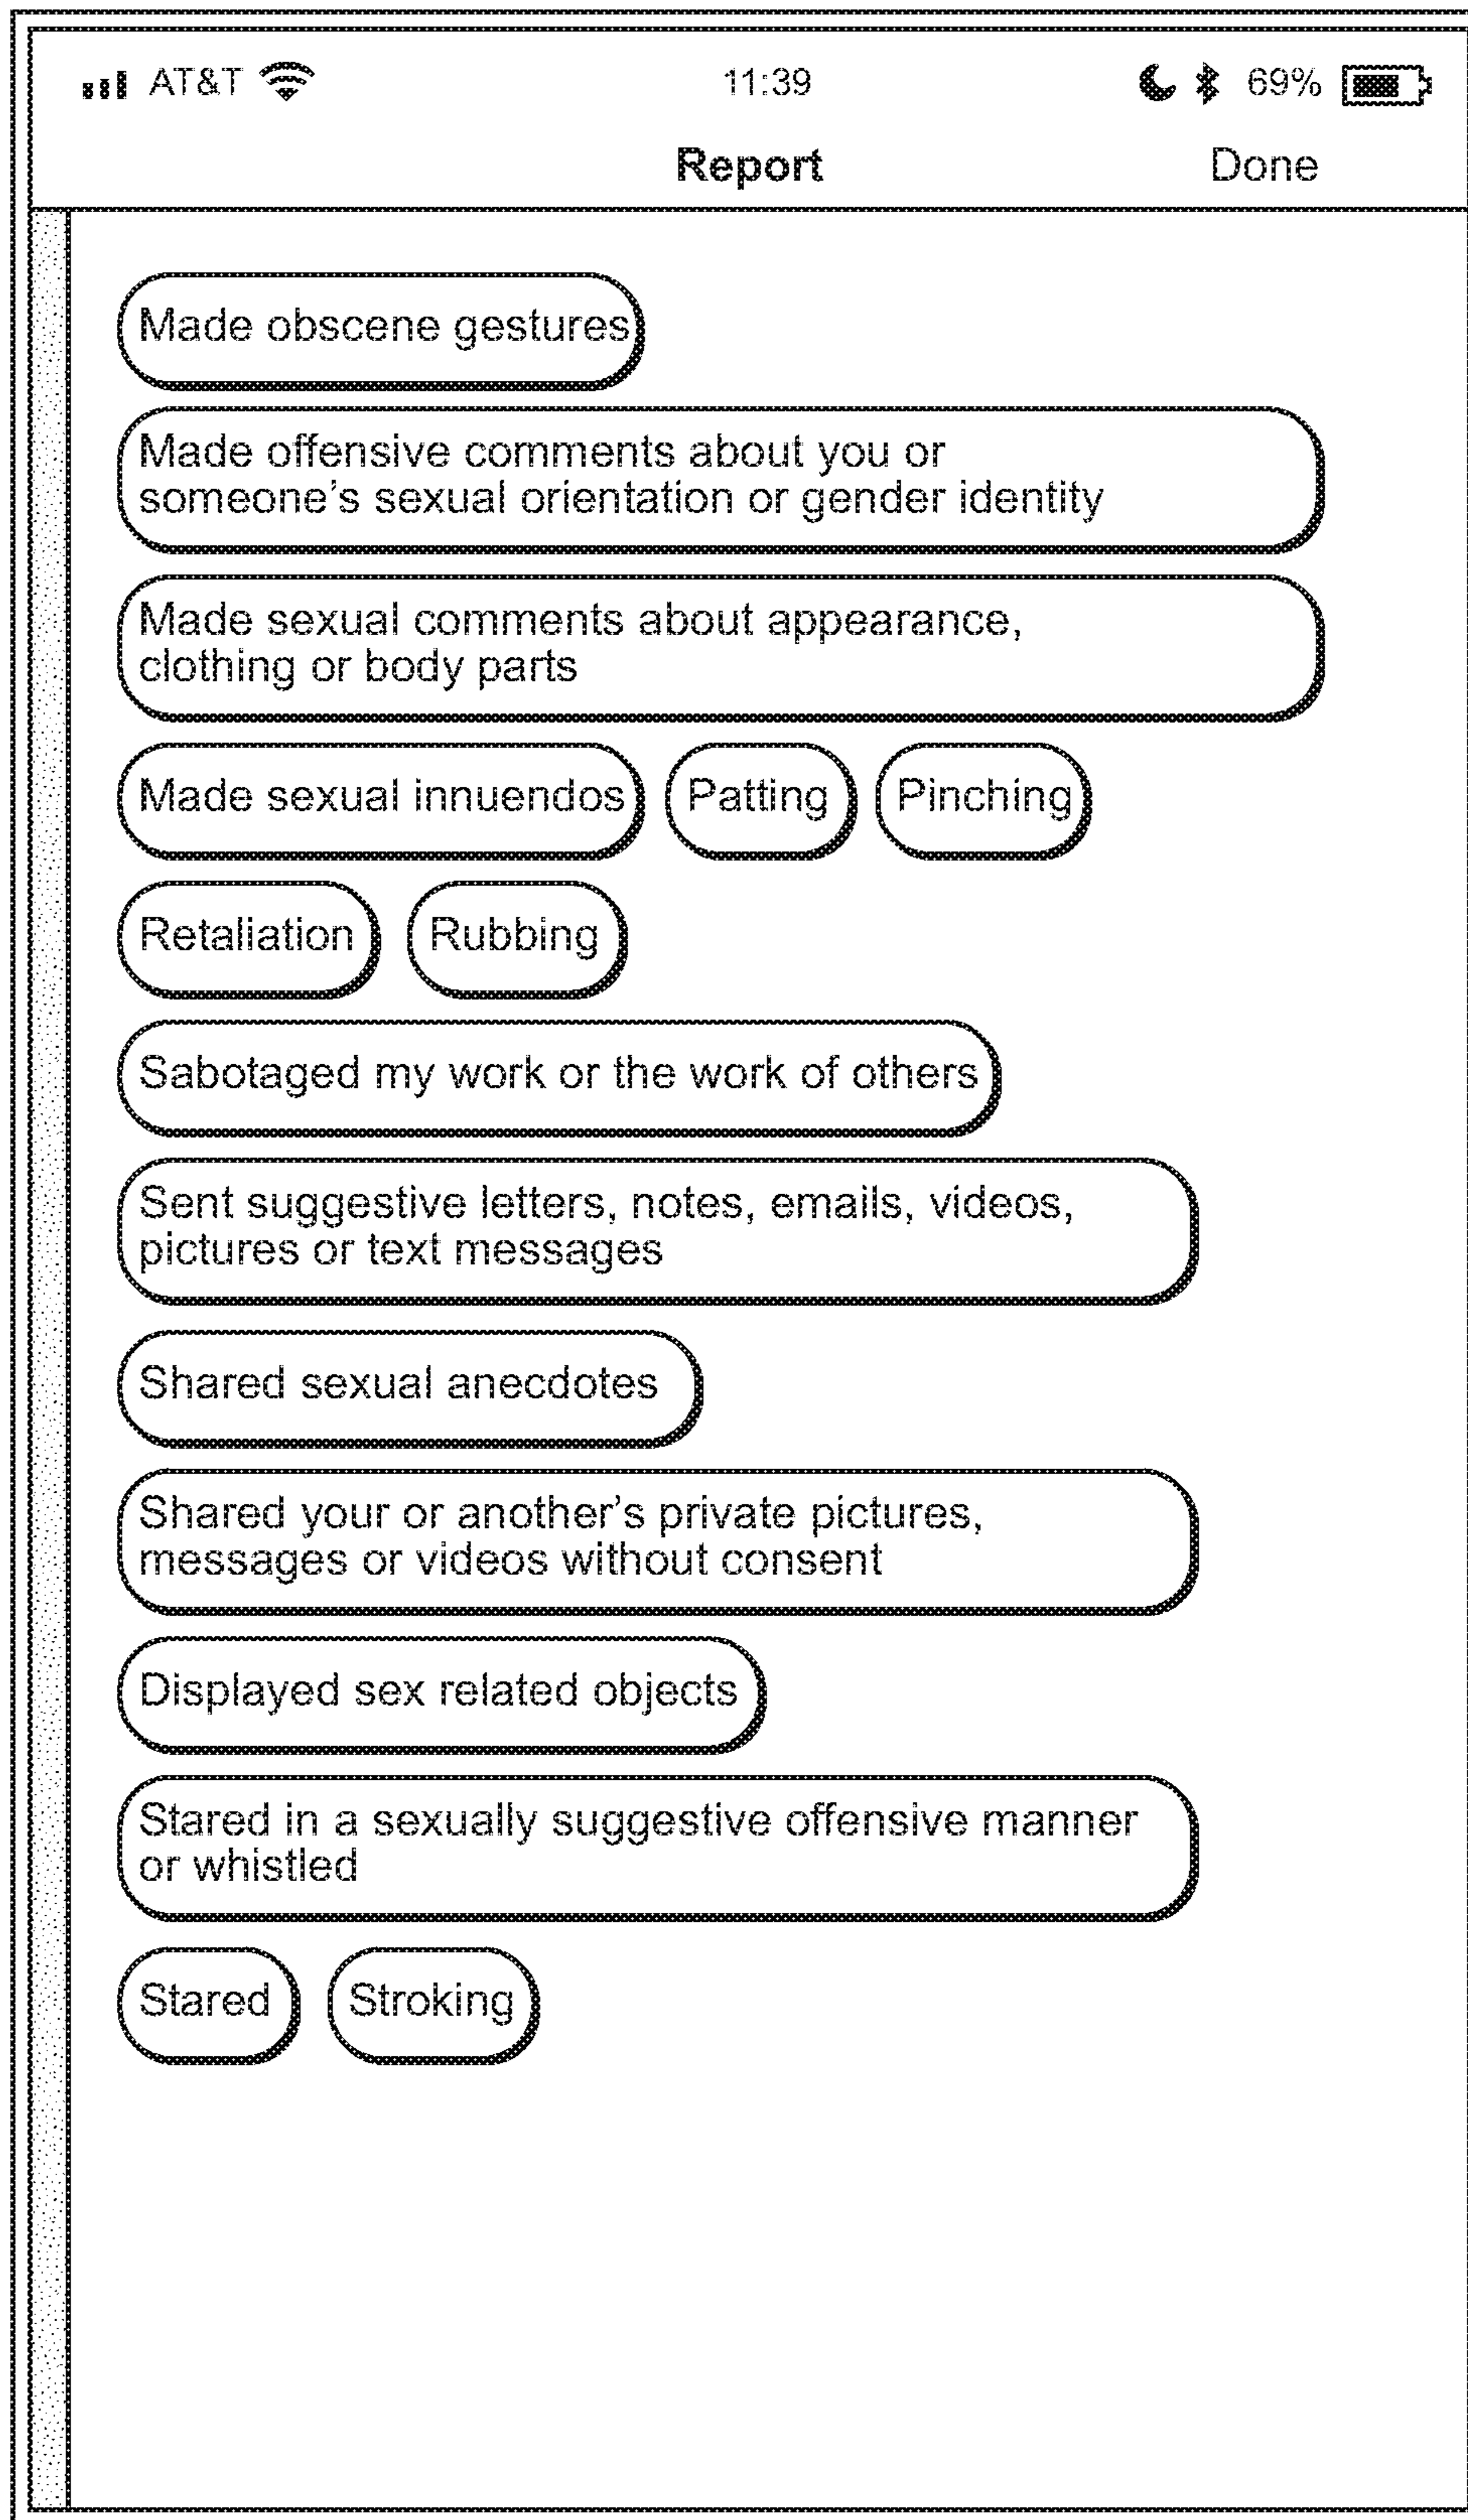 AT&T 11:39 69%
Report Done
Made obscene gestures
Made offensive comments about you or
someone's sexual orientation or gender identity
Made sexual comments about appearance,
clothing or body parts
Made sexual innuendos Patting Pinching
Retaliation Rubbing
Sabotaged my work or the work of others
Sent suggestive letters, notes, emails, videos,
pictures or text messages
Shared sexual anecdotes
Shared your or another's private pictures,
messages or videos without consent
Displayed sex related objects
Stared in a sexually suggestive offensive manner
or whistled
Stared Stroking